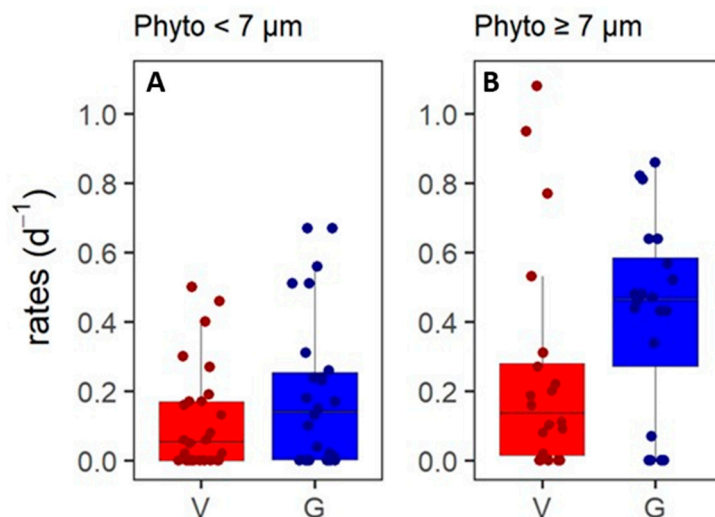 Phyto < 7 μm
Phyto ≥ 7 μm
A
B
rates (d⁻¹)
1.0
0.8
0.6
0.4
0.2
0.0
1.0
0.8
0.6
0.4
0.2
0.0
V
G
V
G